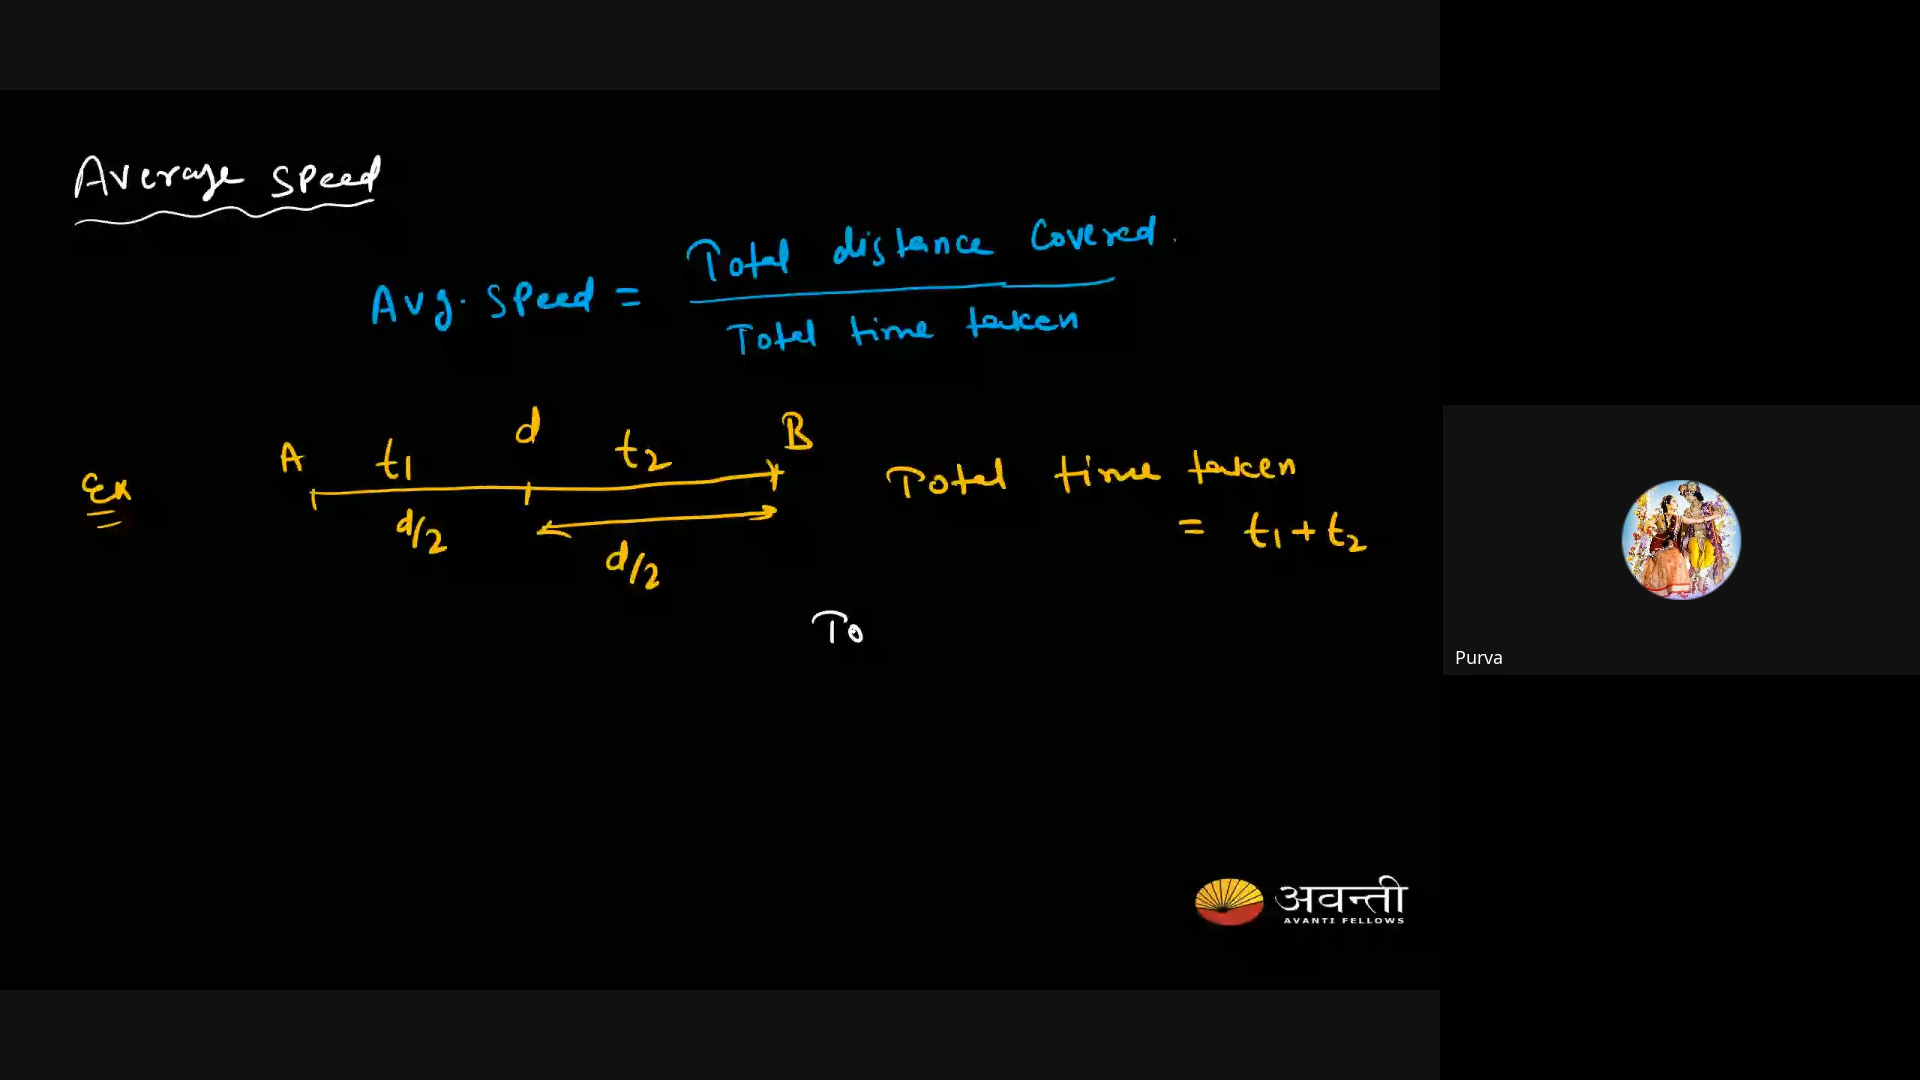 Average speed
Avg. speed = Total distance covered.
Total time taken
A t1 d t2 B
Ex
d/2
d/2
Total time taken
= t1 + t2
To
Purva
अवन्ती
AVANTI FELLOWS